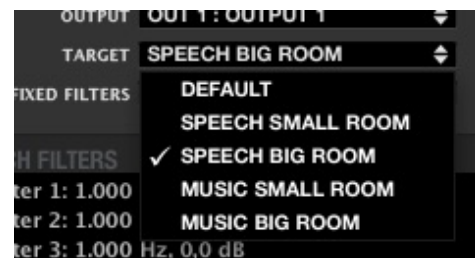 OUTPUT OUT 1 : OUTPUT 1
TARGET SPEECH BIG ROOM
FIXED FILTERS
DEFAULT
SPEECH SMALL ROOM
✓ SPEECH BIG ROOM
MUSIC SMALL ROOM
MUSIC BIG ROOM
H FILTERS
ter 1: 1.000
ter 2: 1.000
ter 3: 1.000 Hz, 0,0 dB